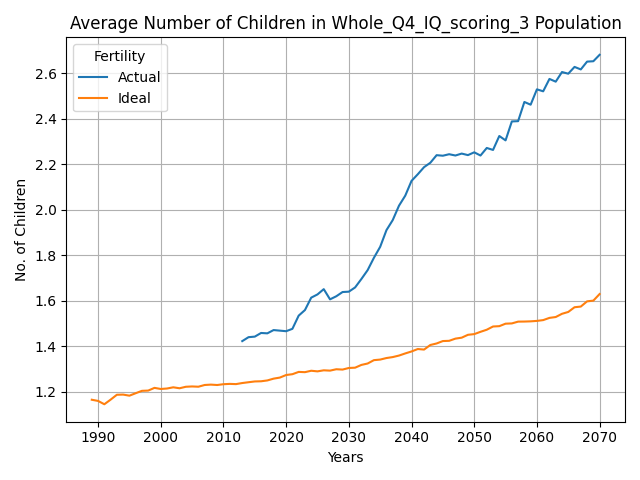 Average Number of Children in Whole_Q4_IQ_scoring_3 Population
Fertility
Actual
Ideal
No. of Children
2.6
2.4
2.2
2.0
1.8
1.6
1.4
1.2
1990 2000 2010 2020 2030 2040 2050 2060 2070
Years